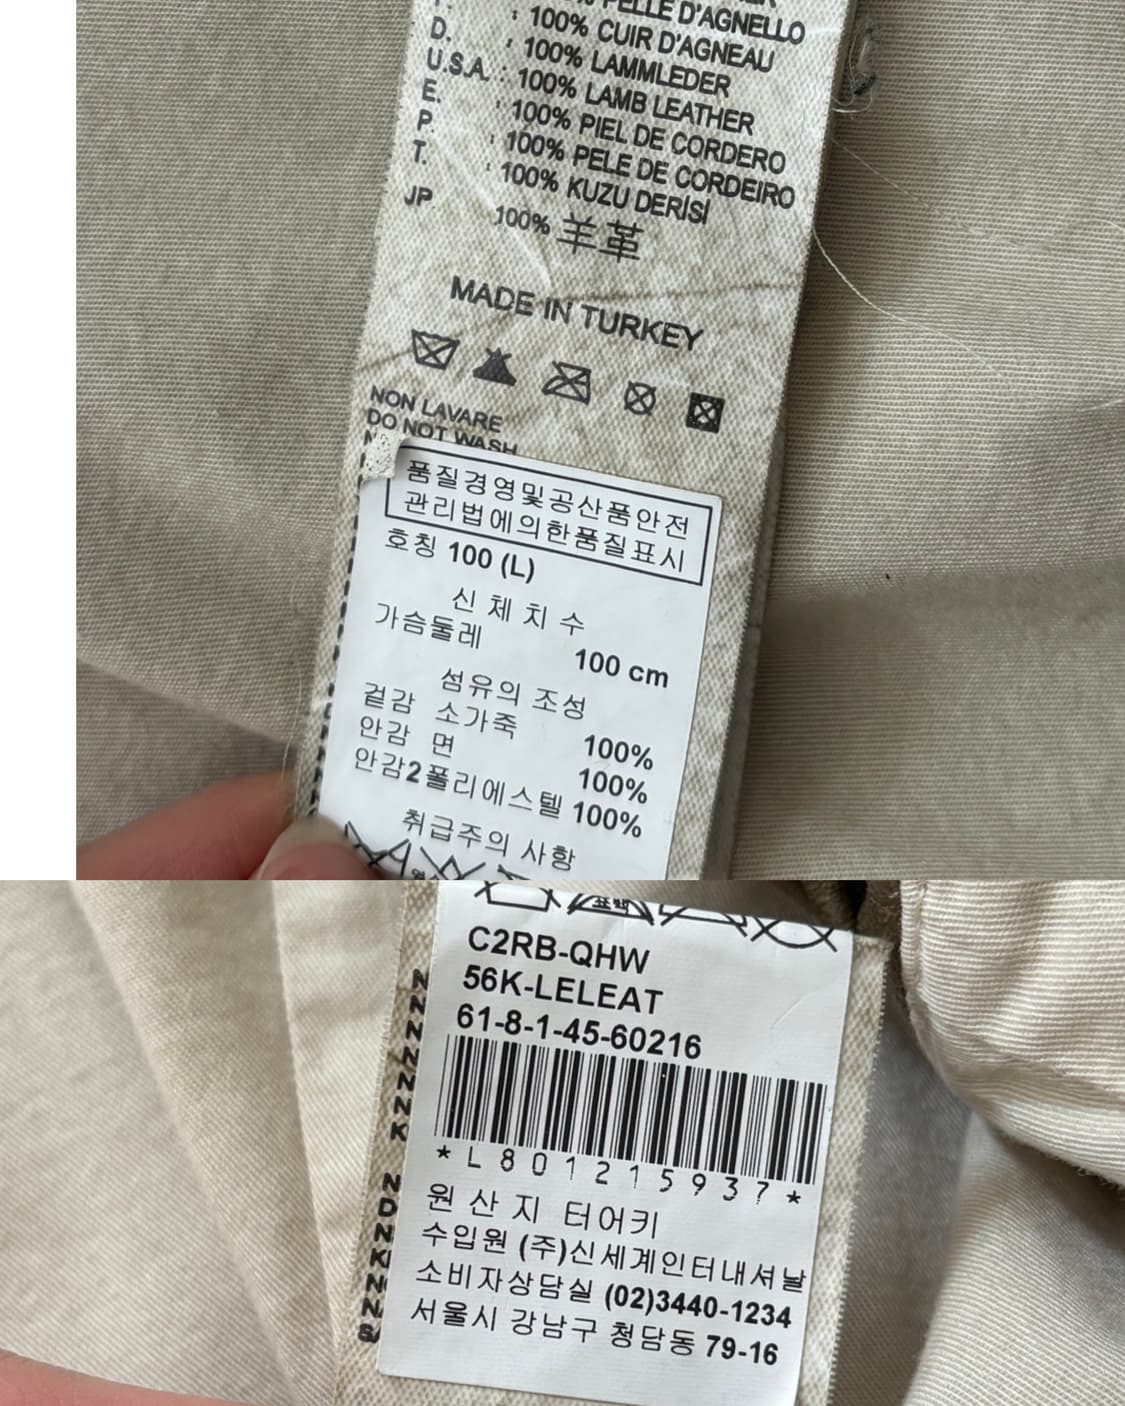 PELLE D'AGNELLO
: 100% CUIR D'AGNEAU
D. : 100% LAMMLEDER
U.S.A. : 100% LAMB LEATHER
E. : 100% PIEL DE CORDERO
P. : 100% PELE DE CORDEIRO
T. : 100% KUZU DERİSİ
JP 100% 羊革
MADE IN TURKEY
NON LAVARE
DO NOT WASH
품질경영및공산품안전
관리법에의한품질표시
호칭 100 (L)
신 체 치 수
가슴둘레 100 cm
섬유의 조성
겉감 소가죽 100%
안감 면 100%
안감2 폴리에스텔 100%
취급주의 사항
C2RB-QHW
56K-LELEAT
61-8-1-45-60216
*L801215937*
원 산 지 터어키
수입원 (주)신세계인터내셔날
소비자상담실 (02)3440-1234
서울시 강남구 청담동 79-16